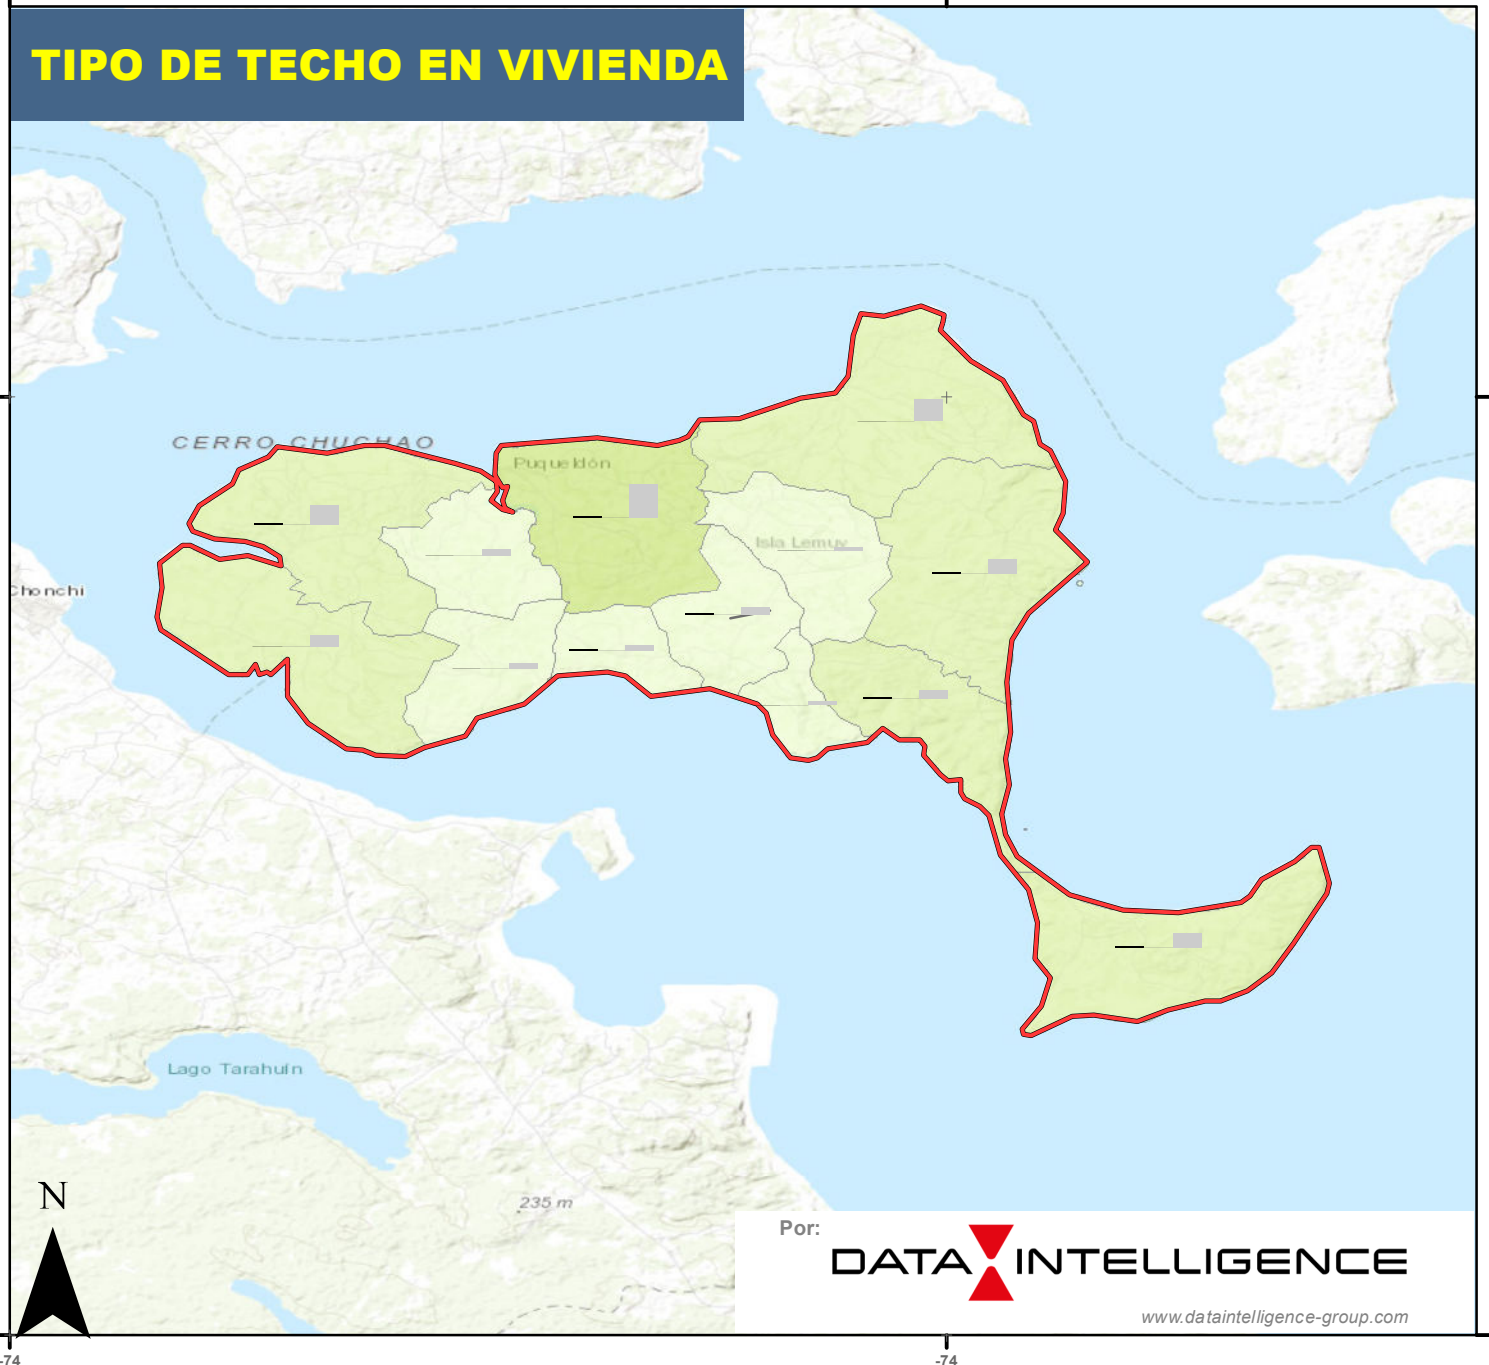 TIPO DE TECHO EN VIVIENDA
CERRO CHUCHAO
Puqueldón
Isla Lemuy
Chonchi
Lago Tarahuín
235 m
N
Por:
DATA INTELLIGENCE
www.dataintelligence-group.com
-74
-74